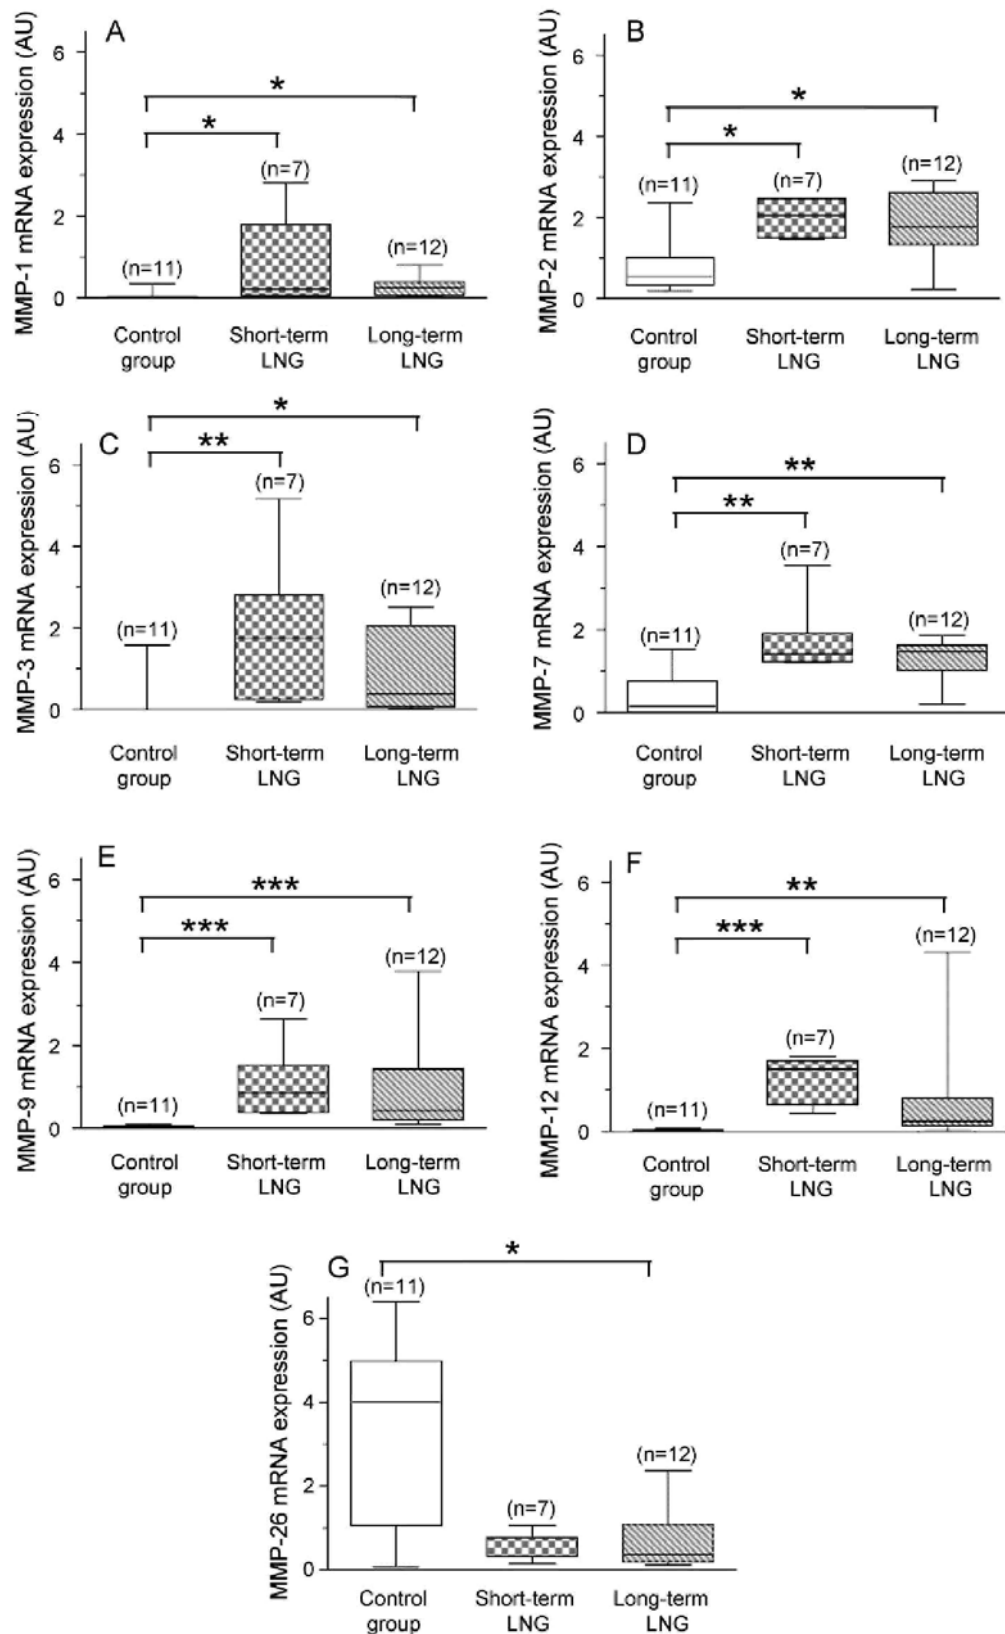 A
MMP-1 mRNA expression (AU)
6
4
2
0
*
*
(n=11)
(n=7)
(n=12)
Control group
Short-term LNG
Long-term LNG
B
MMP-2 mRNA expression (AU)
6
4
2
0
*
*
(n=11)
(n=7)
(n=12)
Control group
Short-term LNG
Long-term LNG
C
MMP-3 mRNA expression (AU)
6
4
2
0
*
**
(n=11)
(n=7)
(n=12)
Control group
Short-term LNG
Long-term LNG
D
MMP-7 mRNA expression (AU)
6
4
2
0
**
**
(n=11)
(n=7)
(n=12)
Control group
Short-term LNG
Long-term LNG
E
MMP-9 mRNA expression (AU)
6
4
2
0
***
***
(n=11)
(n=7)
(n=12)
Control group
Short-term LNG
Long-term LNG
F
MMP-12 mRNA expression (AU)
6
4
2
0
**
***
(n=11)
(n=7)
(n=12)
Control group
Short-term LNG
Long-term LNG
G
MMP-26 mRNA expression (AU)
6
4
2
0
*
(n=11)
(n=7)
(n=12)
Control group
Short-term LNG
Long-term LNG